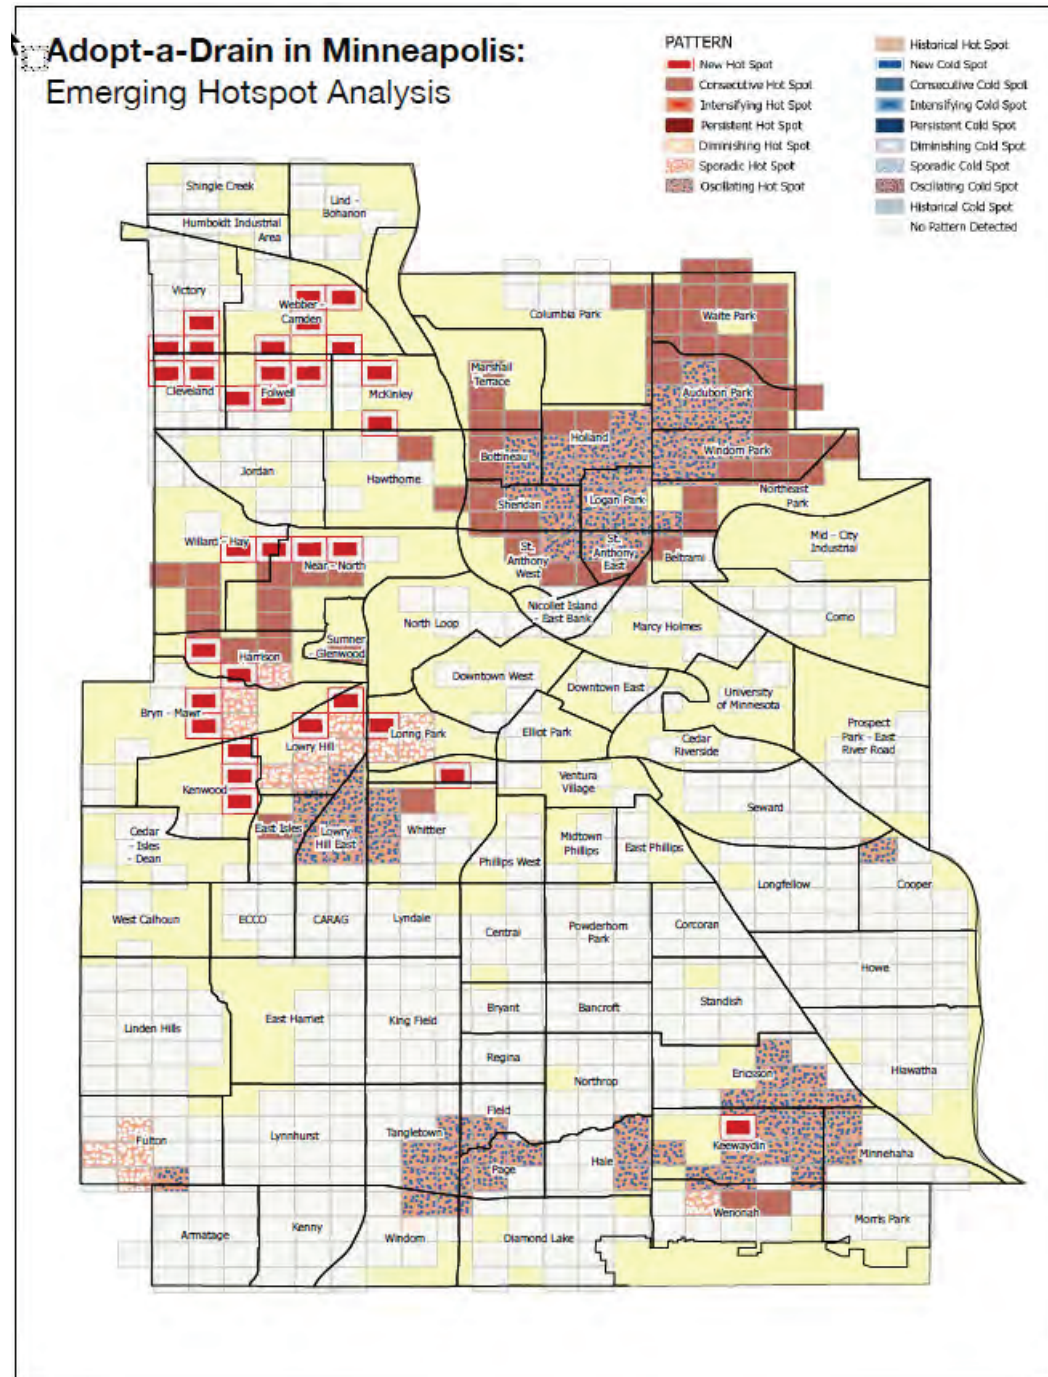 Adopt-a-Drain in Minneapolis:
Emerging Hotspot Analysis
PATTERN
New Hot Spot
Consecutive Hot Spot
Intensifying Hot Spot
Persistent Hot Spot
Diminishing Hot Spot
Sporadic Hot Spot
Oscillating Hot Spot
Historical Hot Spot
New Cold Spot
Consecutive Cold Spot
Intensifying Cold Spot
Persistent Cold Spot
Diminishing Cold Spot
Sporadic Cold Spot
Oscillating Cold Spot
Historical Cold Spot
No Pattern Detected
Shingle Creek
Lind -
Bohanon
Humboldt Industrial
Area
Victory
Webber -
Camden
Columbia Park
Waite Park
Marshall
Terrace
Cleveland
Folwell
McKinley
Audubon Park
Holland
Bottineau
Windom Park
Jordan
Hawthorne
Northeast
Park
Sheridan
Logan Park
Willard - Hay
Near - North
St.
Anthony
West
St.
Anthony
East
Beltrami
Mid - City
Industrial
Nicollet Island
- East Bank
North Loop
Marcy Holmes
Como
Sumner
- Glenwood
Harrison
Downtown West
Downtown East
University
of Minnesota
Bryn - Mawr
Loring Park
Elliot Park
Cedar
Riverside
Prospect
Park - East
River Road
Lowry Hill
Kenwood
Ventura
Village
Seward
Cedar
- Isles
- Dean
East Isles
Lowry
Hill East
Whittier
Phillips West
Midtown
Phillips
East Phillips
Longfellow
Cooper
West Calhoun
ECCO
CARAG
Lyndale
Central
Powderhorn
Park
Corcoran
Howe
Linden Hills
East Harriet
King Field
Bryant
Bancroft
Standish
Regina
Northrop
Ericsson
Hiawatha
Field
Fulton
Lynnhurst
Tangletown
Page
Hale
Keewaydin
Minnehaha
Wenonah
Morris Park
Armatage
Kenny
Windom
Diamond Lake